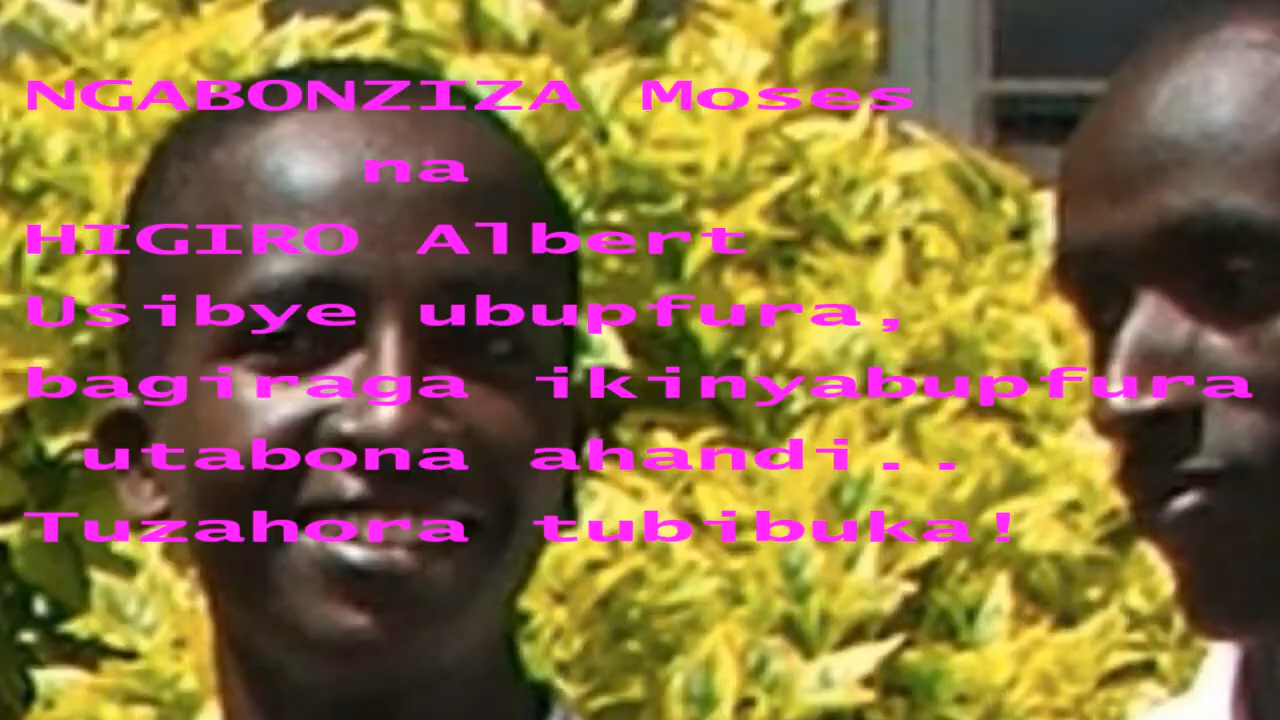 NGABONZIZA Moses
na
HIGIRO Albert
Usibye ubupfura,
bagiraga ikinyabupfura
utabona ahandi..
Tuzahora tubibuka!